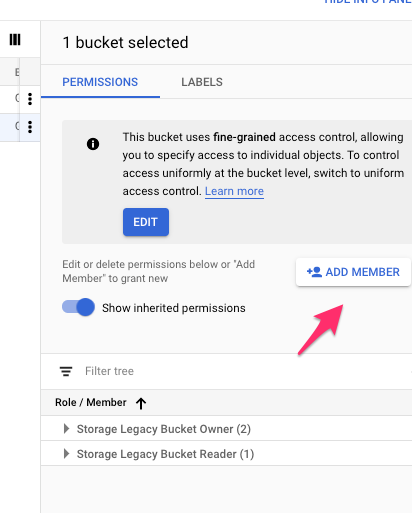 HIDE INFO PANE
1 bucket selected
PERMISSIONS LABELS
This bucket uses fine-grained access control, allowing
you to specify access to individual objects. To control
access uniformly at the bucket level, switch to uniform
access control. Learn more
EDIT
Edit or delete permissions below or "Add
Member" to grant new
ADD MEMBER
Show inherited permissions
Filter tree
Role / Member
Storage Legacy Bucket Owner (2)
Storage Legacy Bucket Reader (1)